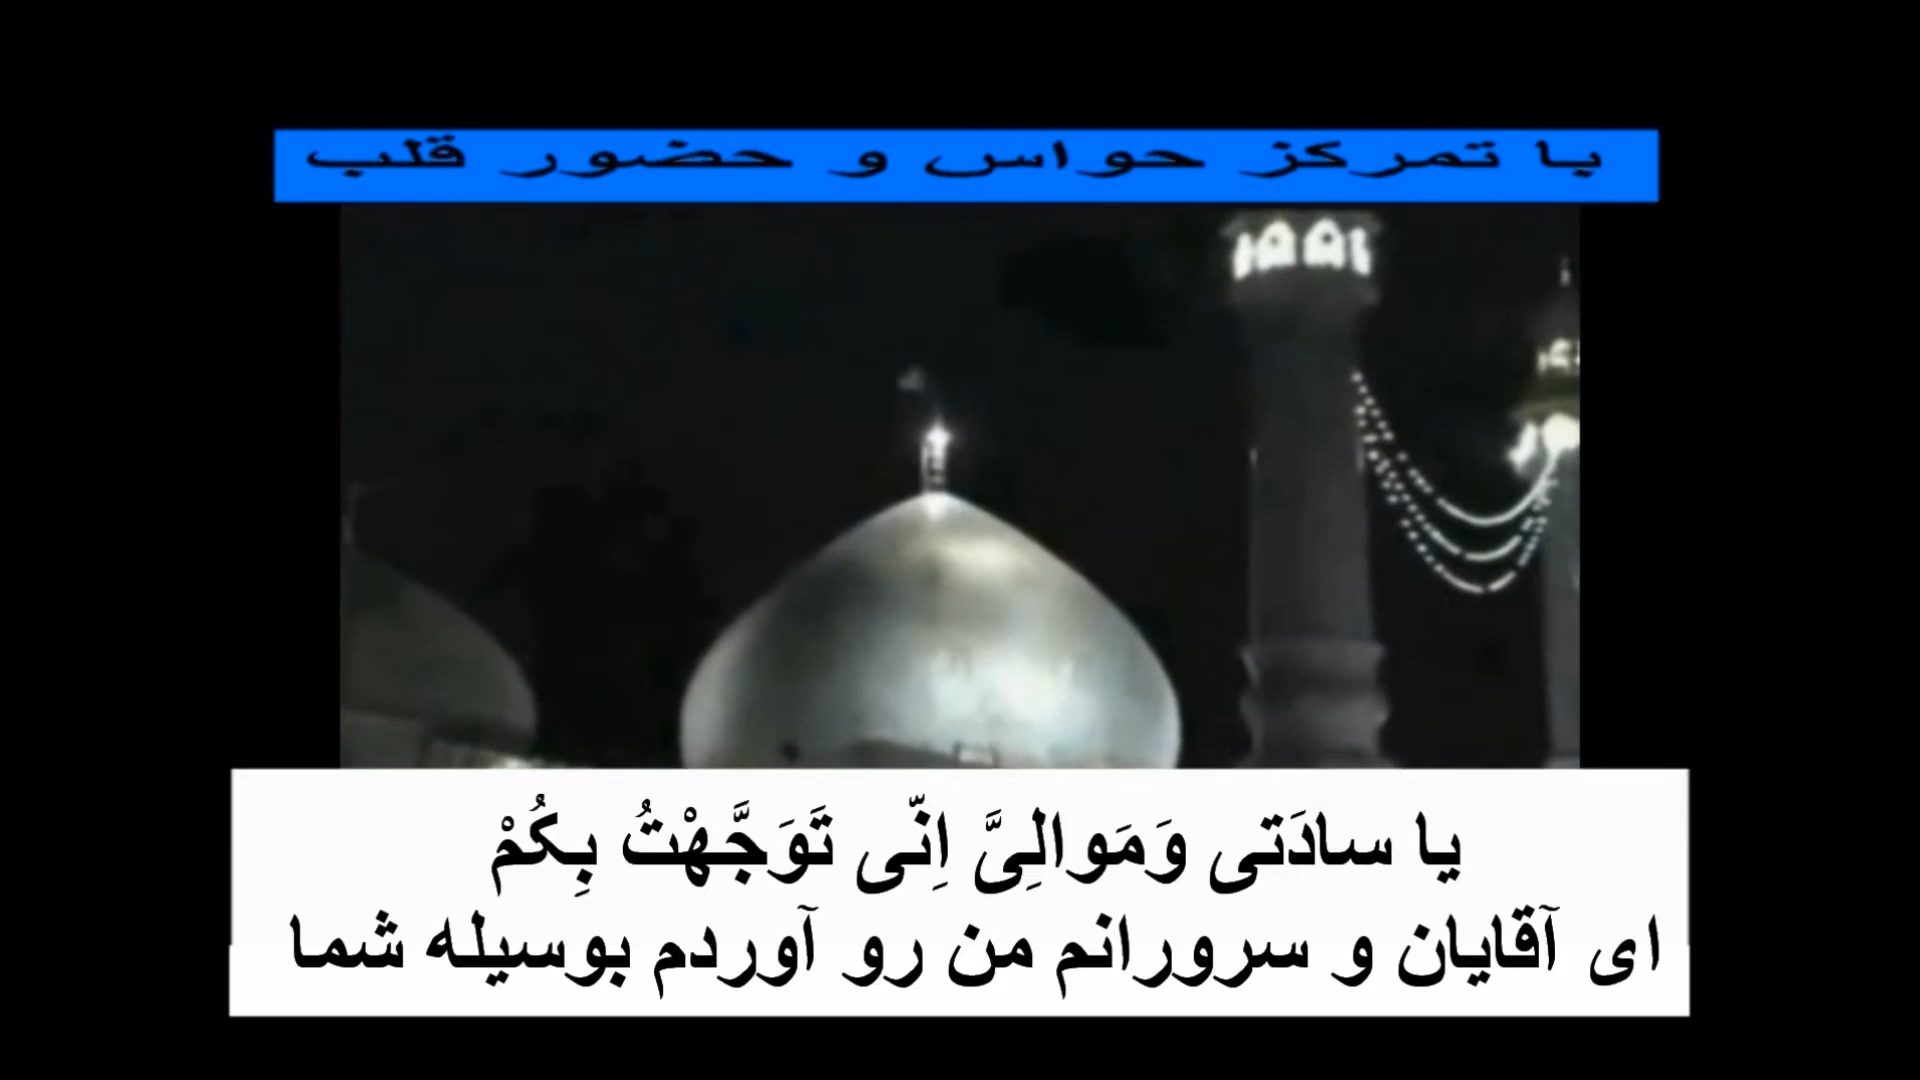 با تمرکز حواس و حضور قلب
یا سادَتی وَمَوالِیَّ اِنّی تَوَجَّهْتُ بِکُمْ
ای آقایان و سرورانم من رو آوردم بوسیله شما